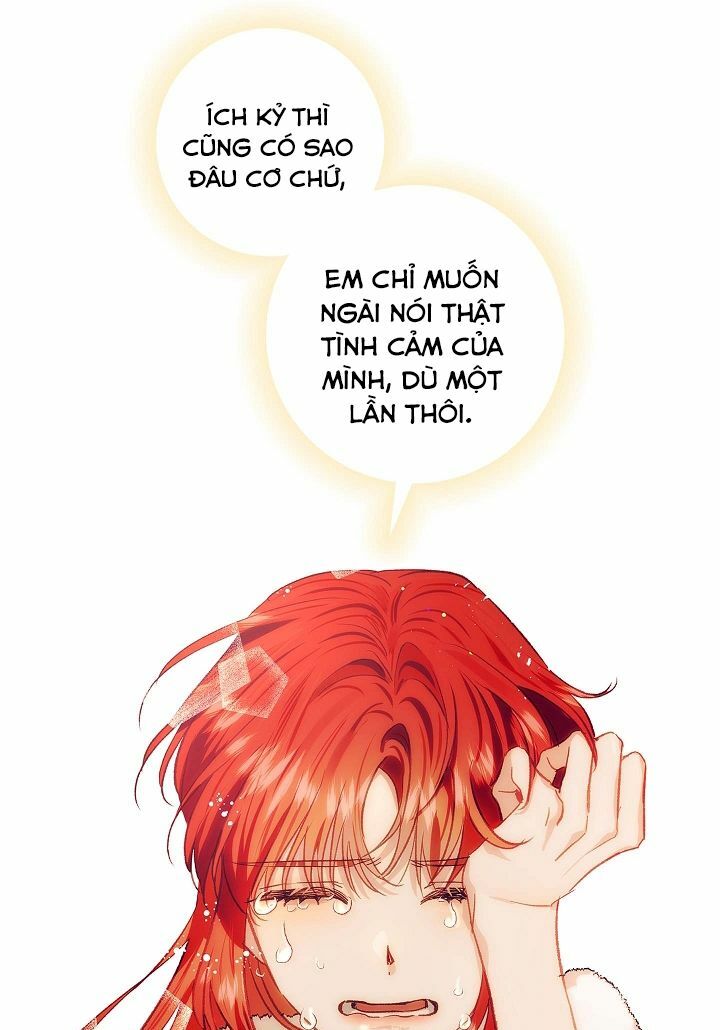 ÍCH KỶ THÌ
CŨNG CÓ SAO
ĐÂU CƠ CHỨ,
EM CHỈ MUỐN
NGÀI NÓI THẬT
TÌNH CẢM CỦA
MÌNH, DÙ MỘT
LẦN THÔI.